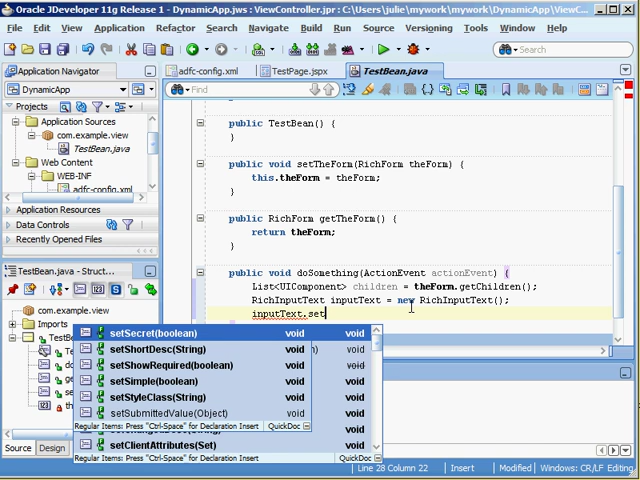 Oracle JDeveloper 11g Release 1 - DynamicApp.jws : ViewController.jpr : C:\Users\julie\mywork\mywork\DynamicApp\ViewC...
File Edit View Application Refactor Search Navigate Build Run Source Versioning Tools Window Help
Search
Application Navigator
adfc-config.xml
TestPage.jspx
TestBean.java
DynamicApp
Find
Projects
Application Sources
com.example.view
TestBean.java
Web Content
WEB-INF
adfc-config.xml
Application Resources
Data Controls
Recently Opened Files
TestBean.java - Struct...
com.example.view
Imports
Source Design
public TestBean() {
}
public void setTheForm(RichForm theForm) {
this.theForm = theForm;
}
public RichForm getTheForm() {
return theForm;
}
public void doSomething(ActionEvent actionEvent) {
List<UIComponent> children = theForm.getChildren();
RichInputText inputText = new RichInputText();
inputText.set
setSecret(boolean) void
setShortDesc(String) void
setShowRequired(boolean) void
setSimple(boolean) void
setStyleClass(String) void
setSubmittedValue(Object) void
Regular Items: Press "Ctrl-Space" for Declaration Insert QuickDoc
setClientAttributes(Set) void
Regular Items: Press "Ctrl-Space" for Declaration Insert QuickDoc
Line 28 Column 22 Insert Modified Windows: CR/LF Editing